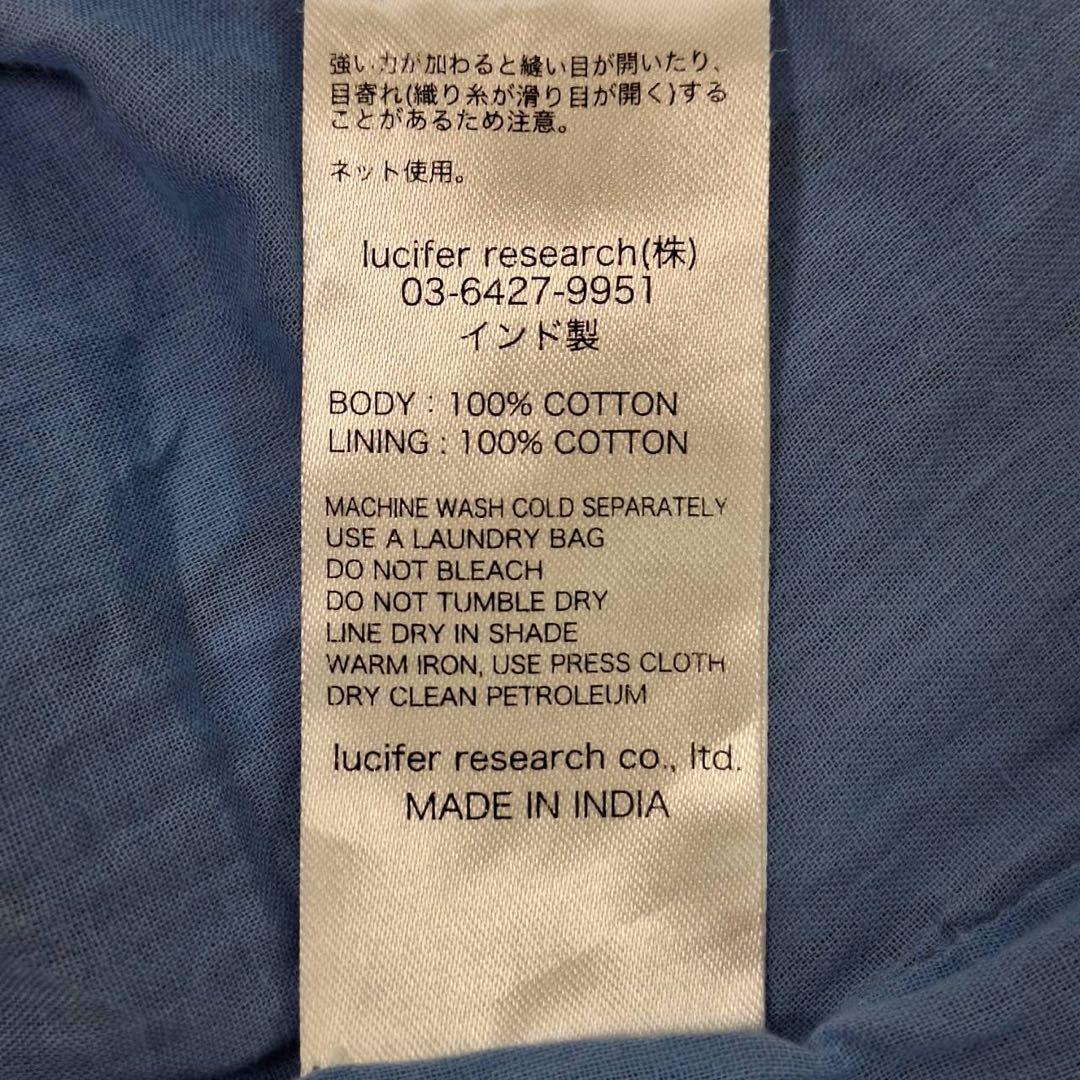 強い力が加わると縫い目が開いたり、
目寄れ(織り糸が滑り目が開く)する
ことがあるため注意。
ネット使用。
lucifer research(株)
03-6427-9951
インド製
BODY : 100% COTTON
LINING : 100% COTTON
MACHINE WASH COLD SEPARATELY
USE A LAUNDRY BAG
DO NOT BLEACH
DO NOT TUMBLE DRY
LINE DRY IN SHADE
WARM IRON, USE PRESS CLOTH
DRY CLEAN PETROLEUM
lucifer research co., ltd.
MADE IN INDIA